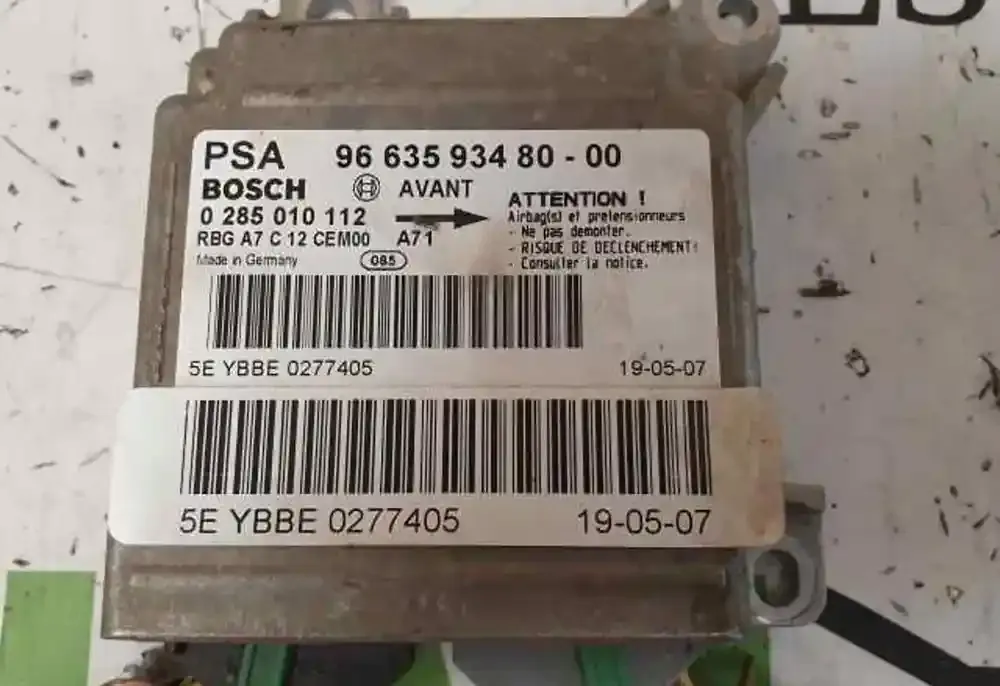 PSA 96 635 934 80 - 00
BOSCH AVANT
0 285 010 112
RBG A7 C 12 CEM00 A71
Made in Germany 085
ATTENTION !
Airbag(s) et pretensionneurs
- Ne pas demonter.
- RISQUE DE DECLENCHEMENT!
- Consulter la notice.
5E YBBE 0277405 19-05-07
5E YBBE 0277405 19-05-07